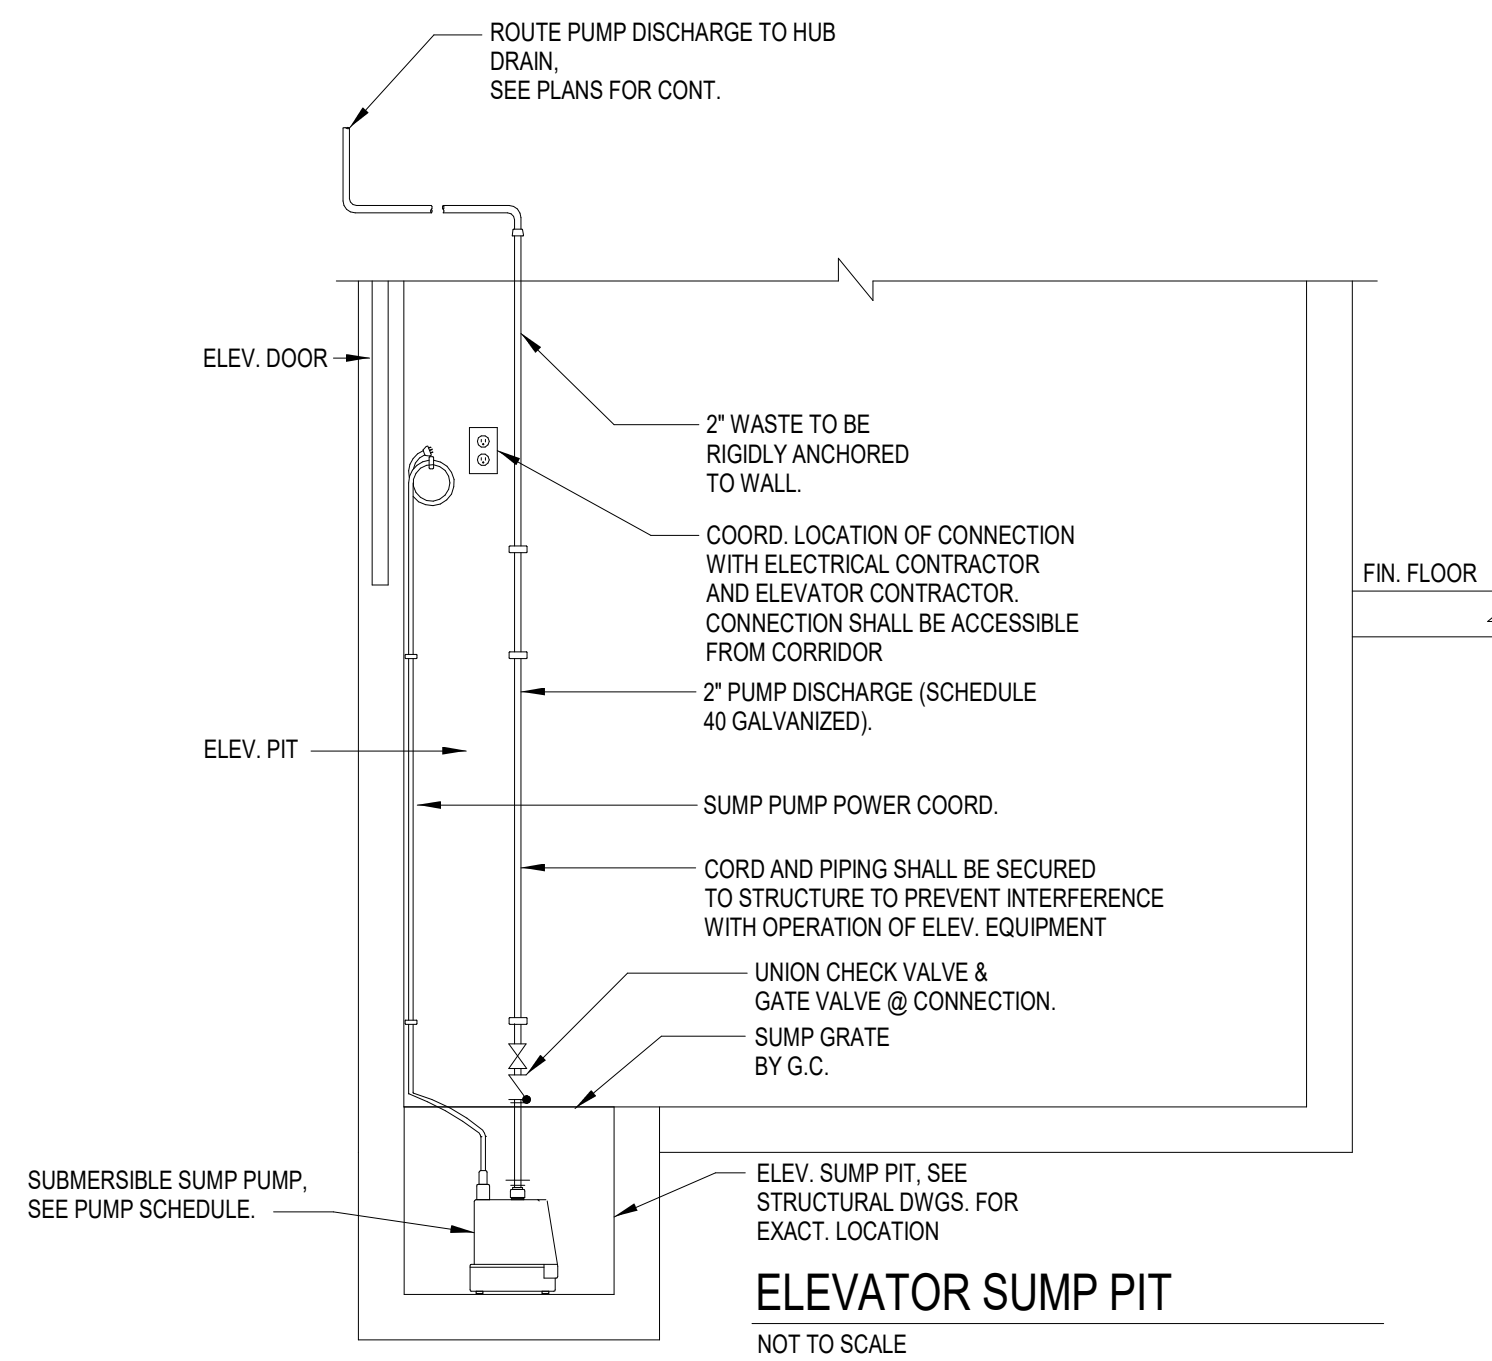 ROUTE PUMP DISCHARGE TO HUB
DRAIN,
SEE PLANS FOR CONT.
ELEV. DOOR
2" WASTE TO BE
RIGIDLY ANCHORED
TO WALL.
COORD. LOCATION OF CONNECTION
WITH ELECTRICAL CONTRACTOR
AND ELEVATOR CONTRACTOR.
CONNECTION SHALL BE ACCESSIBLE
FROM CORRIDOR
FIN. FLOOR
2" PUMP DISCHARGE (SCHEDULE
40 GALVANIZED).
ELEV. PIT
SUMP PUMP POWER COORD.
CORD AND PIPING SHALL BE SECURED
TO STRUCTURE TO PREVENT INTERFERENCE
WITH OPERATION OF ELEV. EQUIPMENT
UNION CHECK VALVE &
GATE VALVE @ CONNECTION.
SUMP GRATE
BY G.C.
SUBMERSIBLE SUMP PUMP,
SEE PUMP SCHEDULE.
ELEV. SUMP PIT, SEE
STRUCTURAL DWGS. FOR
EXACT. LOCATION
ELEVATOR SUMP PIT
NOT TO SCALE